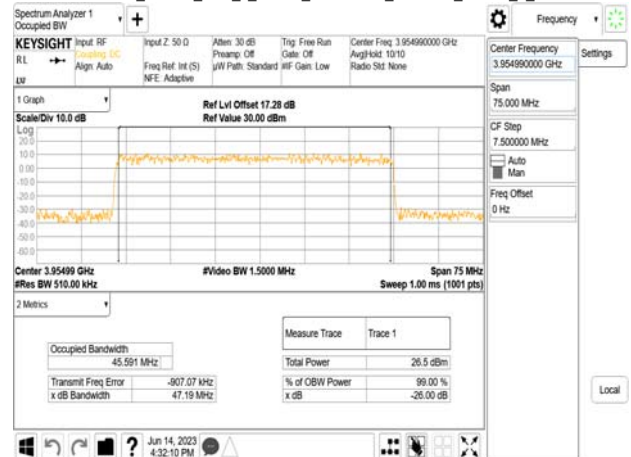 Spectrum Analyzer 1
Occupied BW
Frequency
KEYSIGHT
Input: RF
Coupling: DC
Align: Auto
Input Z: 50 Ω
Freq Ref: Int (S)
NFE: Adaptive
Atten: 30 dB
Preamp: Off
µW Path: Standard
Trig: Free Run
Gate: Off
#IF Gain: Low
Center Freq: 3.954990000 GHz
Avg|Hold: 10/10
Radio Std: None
RL
Center Frequency
3.954990000 GHz
Settings
Span
75.000 MHz
CF Step
7.500000 MHz
Auto
Man
Freq Offset
0 Hz
Local
1 Graph
Scale/Div 10.0 dB
Ref Lvl Offset 17.28 dB
Ref Value 30.00 dBm
Log
20.0
10.0
0.00
-10.0
-20.0
-30.0
-40.0
-50.0
-60.0
Center 3.95499 GHz
#Video BW 1.5000 MHz
Span 75 MHz
#Res BW 510.00 kHz
Sweep 1.00 ms (1001 pts)
2 Metrics
Measure Trace Trace 1
Occupied Bandwidth
45.591 MHz
Total Power 26.5 dBm
Transmit Freq Error -907.07 kHz
% of OBW Power 99.00 %
x dB Bandwidth 47.19 MHz
x dB -26.00 dB
Jun 14, 2023
4:32:10 PM